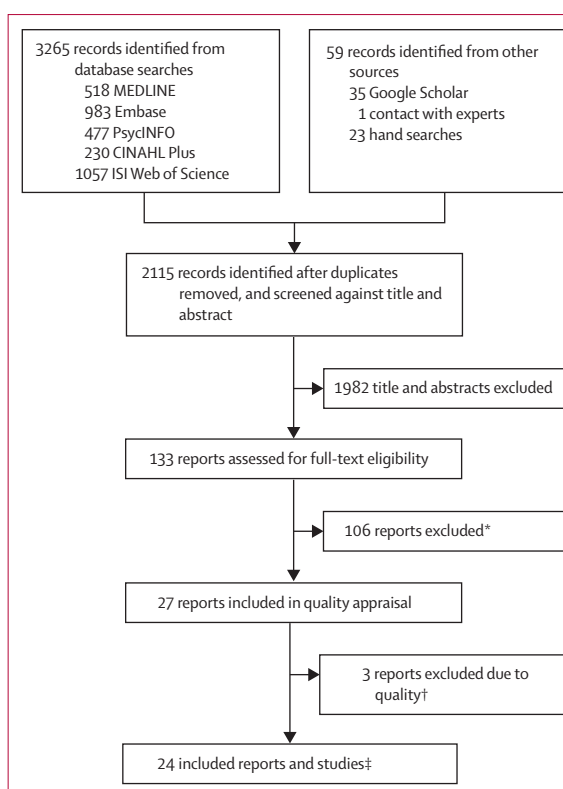 3265 records identified from
database searches
518 MEDLINE
983 Embase
477 PsycINFO
230 CINAHL Plus
1057 ISI Web of Science
59 records identified from other
sources
35 Google Scholar
1 contact with experts
23 hand searches
2115 records identified after duplicates
removed, and screened against title and
abstract
1982 title and abstracts excluded
133 reports assessed for full-text eligibility
106 reports excluded*
27 reports included in quality appraisal
3 reports excluded due to
quality†
24 included reports and studies‡